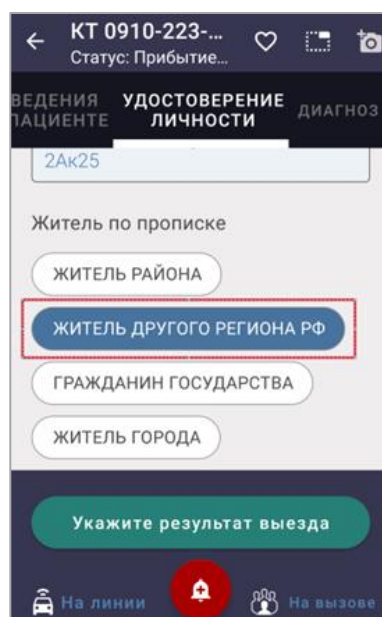 КТ 0910-223-...
Статус: Прибытие...
ВЕДЕНИЯ
ПАЦИЕНТЕ
УДОСТОВЕРЕНИЕ
ЛИЧНОСТИ
ДИАГНОЗ
2Ак25
Житель по прописке
ЖИТЕЛЬ РАЙОНА
ЖИТЕЛЬ ДРУГОГО РЕГИОНА РФ
ГРАЖДАНИН ГОСУДАРСТВА
ЖИТЕЛЬ ГОРОДА
Укажите результат выезда
На линии
На вызове